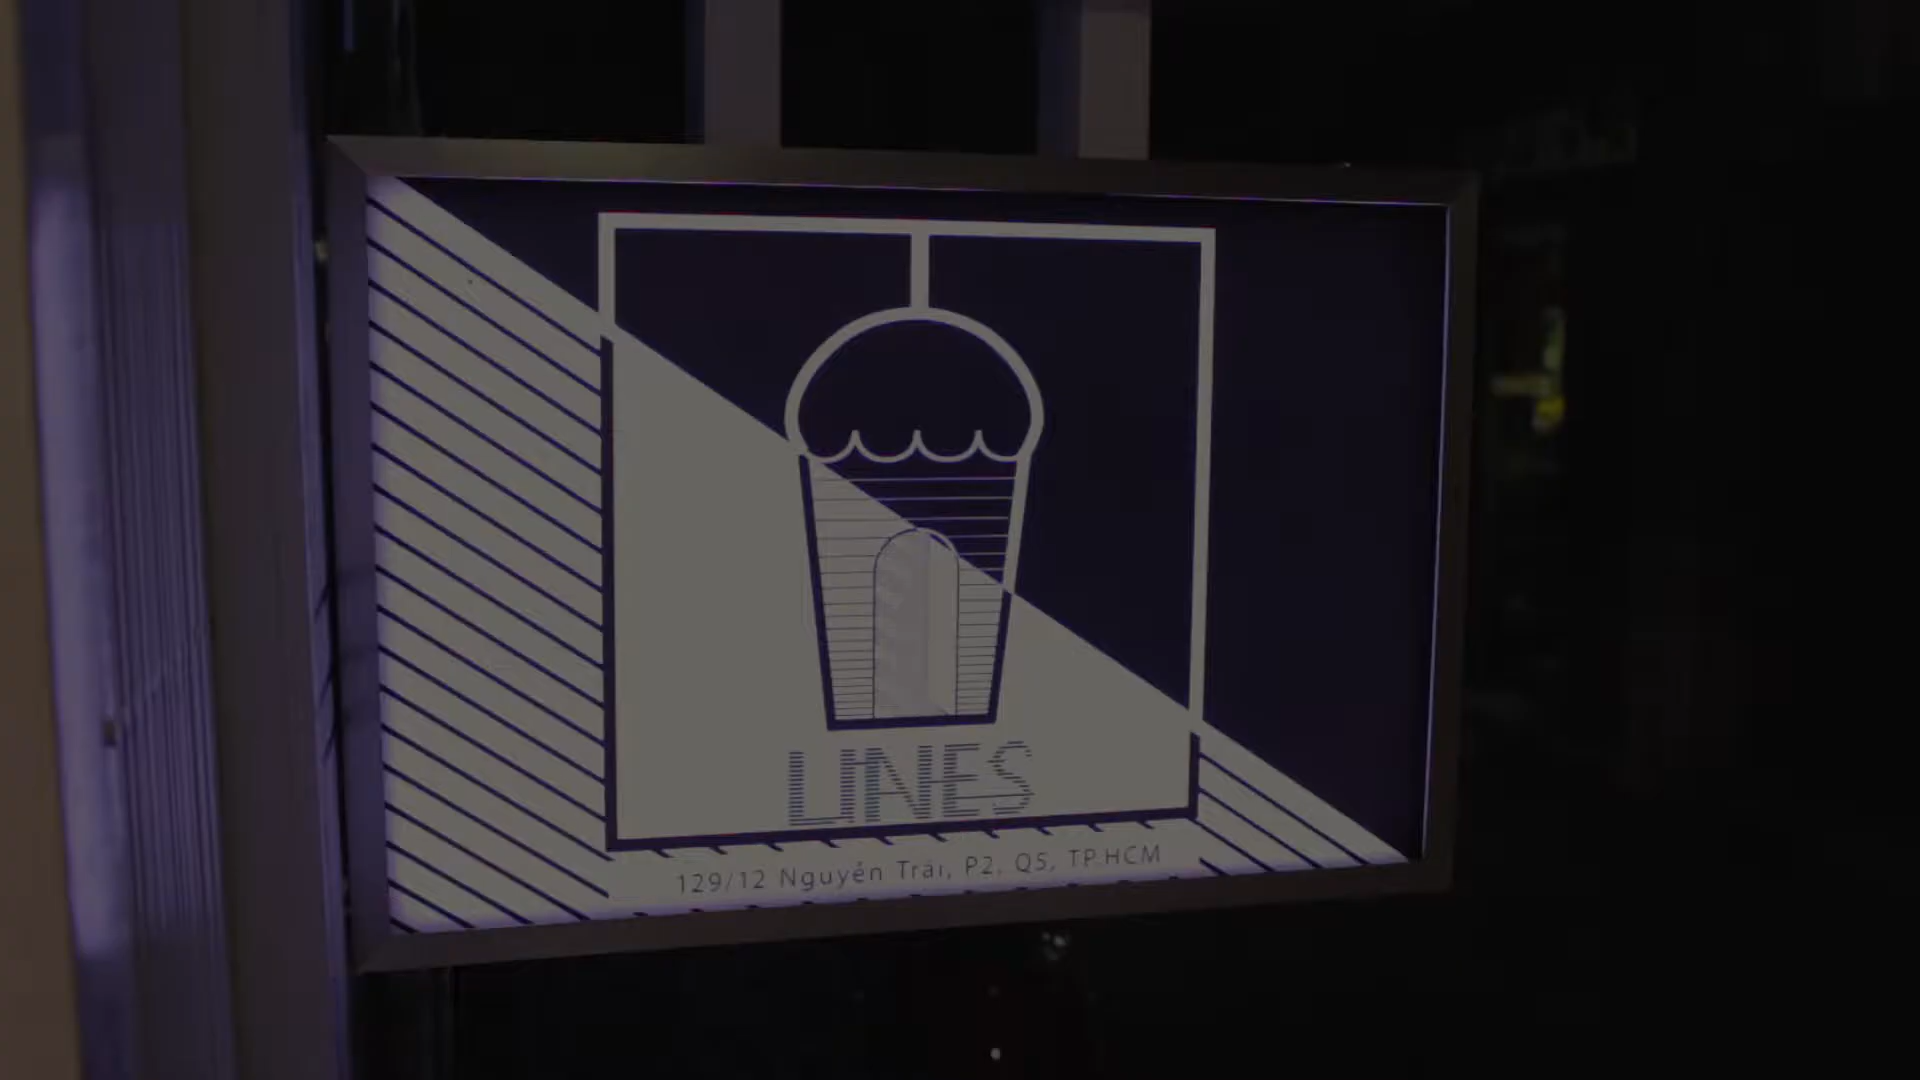 LINES
129/12 Nguyễn Trãi, P2, Q5, TP.HCM